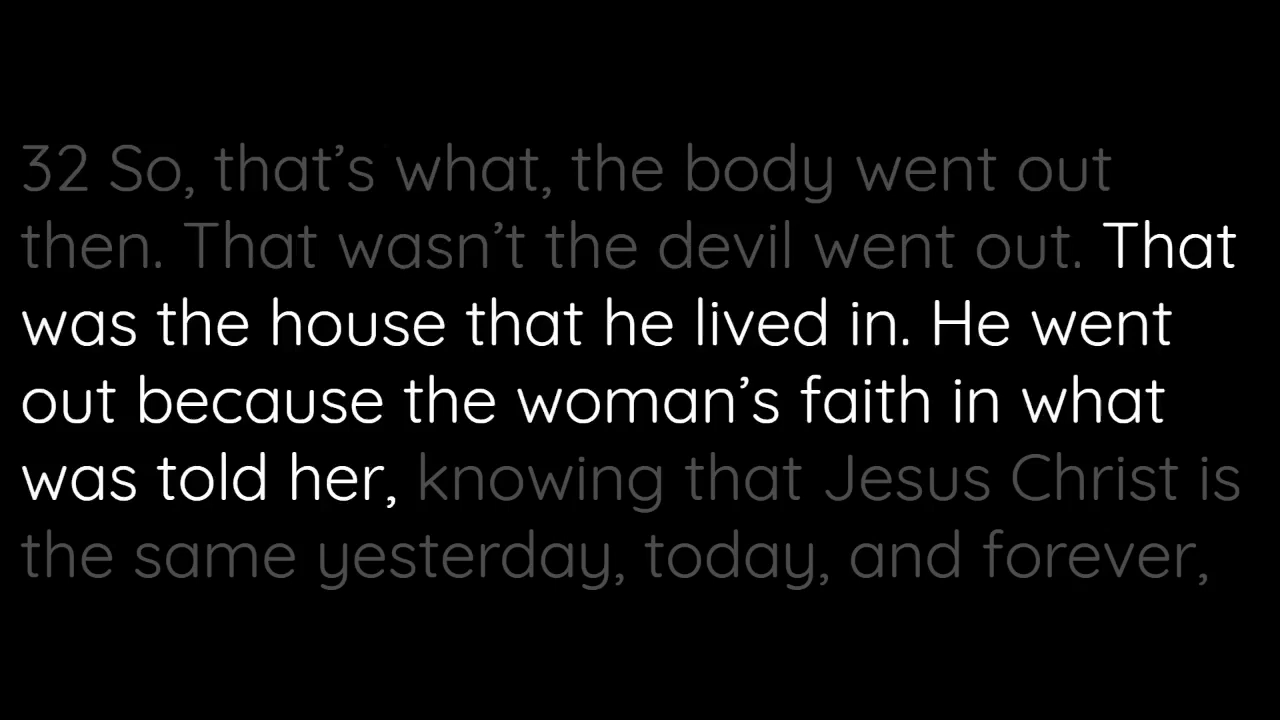 32 So, that’s what, the body went out
then. That wasn’t the devil went out. That
was the house that he lived in. He went
out because the woman’s faith in what
was told her, knowing that Jesus Christ is
the same yesterday, today, and forever,